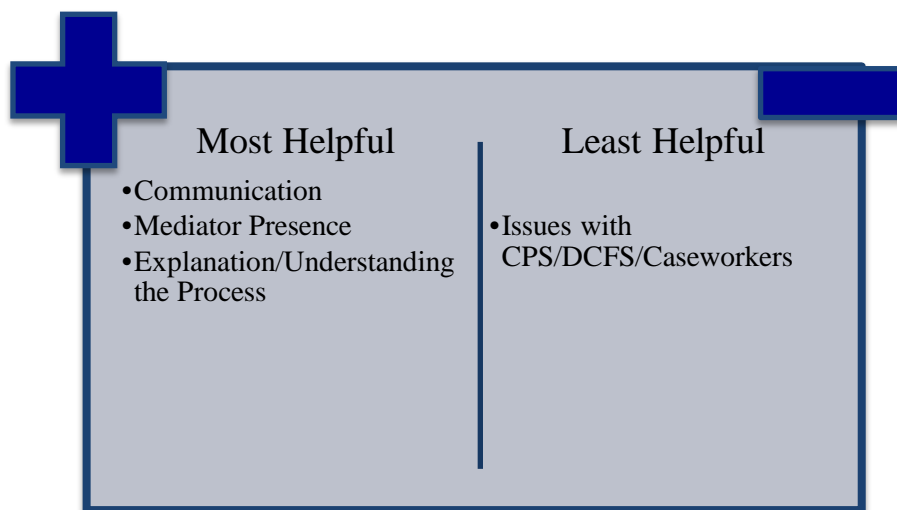 Most Helpful
•Communication
•Mediator Presence
•Explanation/Understanding
the Process
Least Helpful
•Issues with
CPS/DCFS/Caseworkers